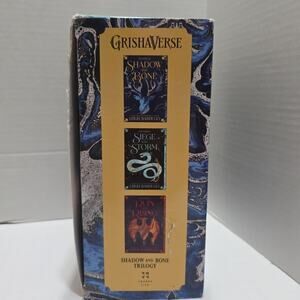 GRISHAVERSE
SHADOW
AND
BONE
LEIGH BARDUGO
SIEGE
AND
STORM
LEIGH BARDUGO
RUIN
AND
RISING
SHADOW AND BONE
TRILOGY